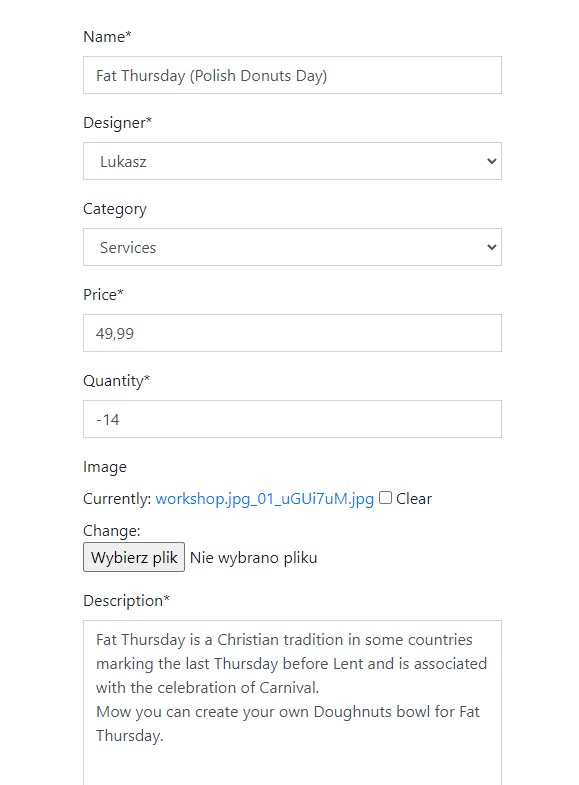 Name*
Fat Thursday (Polish Donuts Day)
Designer*
Lukasz
Category
Services
Price*
49,99
Quantity*
-14
Image
Currently: workshop.jpg_01_uGUi7uM.jpg Clear
Change:
Wybierz plik Nie wybrano pliku
Description*
Fat Thursday is a Christian tradition in some countries
marking the last Thursday before Lent and is associated
with the celebration of Carnival.
Mow you can create your own Doughnuts bowl for Fat
Thursday.